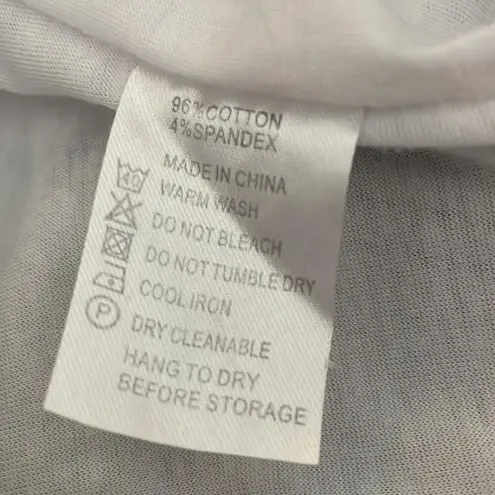 96%COTTON
4%SPANDEX
MADE IN CHINA
40 WARM WASH
DO NOT BLEACH
DO NOT TUMBLE DRY
COOL IRON
P DRY CLEANABLE
HANG TO DRY
BEFORE STORAGE